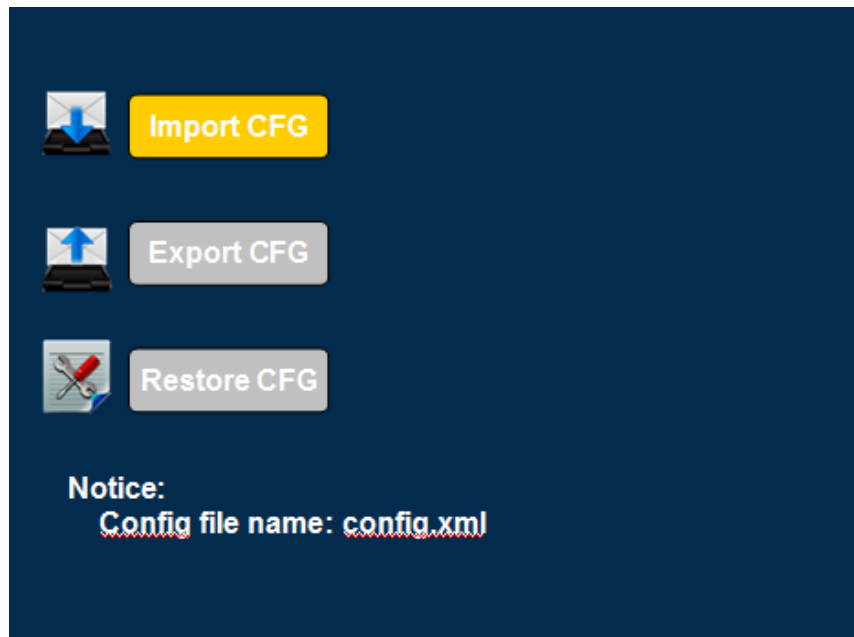 Import CFG
Export CFG
Restore CFG
Notice:
Config file name: config.xml